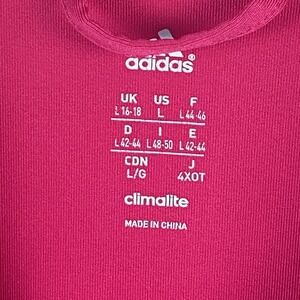 adidas®
UK US F
L 16-18 L L 44-46
D I E
L 42-44 L 48-50 L 42-44
CDN J
L/G 4XOT
climalite
MADE IN CHINA